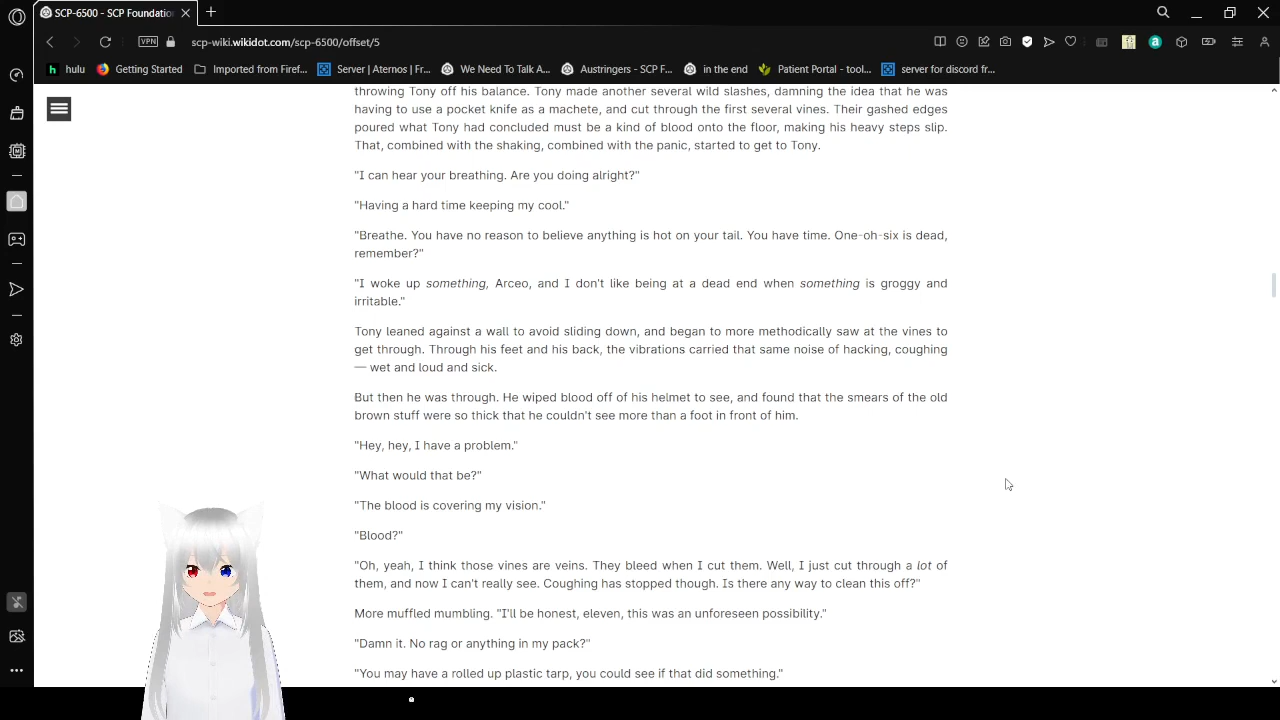 SCP-6500 - SCP Foundatio
scp-wiki.wikidot.com/scp-6500/offset/5
VPN
hulu
Getting Started
Imported from Firef...
Server | Aternos | Fr...
We Need To Talk A...
Austringers - SCP F...
in the end
Patient Portal - tool...
server for discord fr...
throwing Tony off his balance. Tony made another several wild slashes, damning the idea that he was
having to use a pocket knife as a machete, and cut through the first several vines. Their gashed edges
poured what Tony had concluded must be a kind of blood onto the floor, making his heavy steps slip.
That, combined with the shaking, combined with the panic, started to get to Tony.
"I can hear your breathing. Are you doing alright?"
"Having a hard time keeping my cool."
"Breathe. You have no reason to believe anything is hot on your tail. You have time. One-oh-six is dead,
remember?"
"I woke up something, Arceo, and I don't like being at a dead end when something is groggy and
irritable."
Tony leaned against a wall to avoid sliding down, and began to more methodically saw at the vines to
get through. Through his feet and his back, the vibrations carried that same noise of hacking, coughing
— wet and loud and sick.
But then he was through. He wiped blood off of his helmet to see, and found that the smears of the old
brown stuff were so thick that he couldn't see more than a foot in front of him.
"Hey, hey, I have a problem."
"What would that be?"
"The blood is covering my vision."
"Blood?"
"Oh, yeah, I think those vines are veins. They bleed when I cut them. Well, I just cut through a lot of
them, and now I can't really see. Coughing has stopped though. Is there any way to clean this off?"
More muffled mumbling. "I'll be honest, eleven, this was an unforeseen possibility."
"Damn it. No rag or anything in my pack?"
"You may have a rolled up plastic tarp, you could see if that did something."